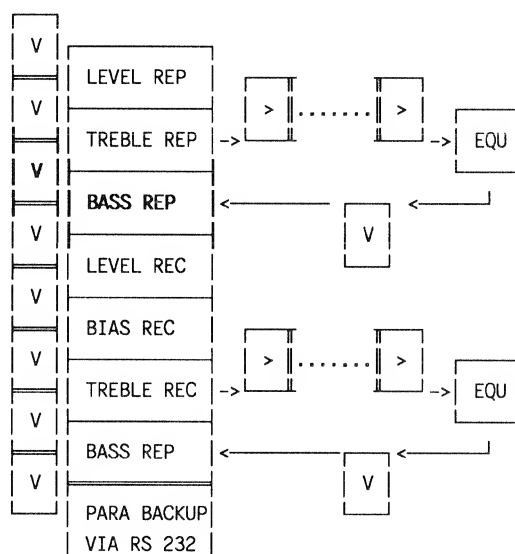 V
LEVEL REP
V
> ........ >
TREBLE REP -> -> EQU
V
BASS REP <- <-
V
V
LEVEL REC
V
BIAS REC
V
> ........ >
TREBLE REC -> -> EQU
V
BASS REP <- <-
V
V
PARA BACKUP
VIA RS 232